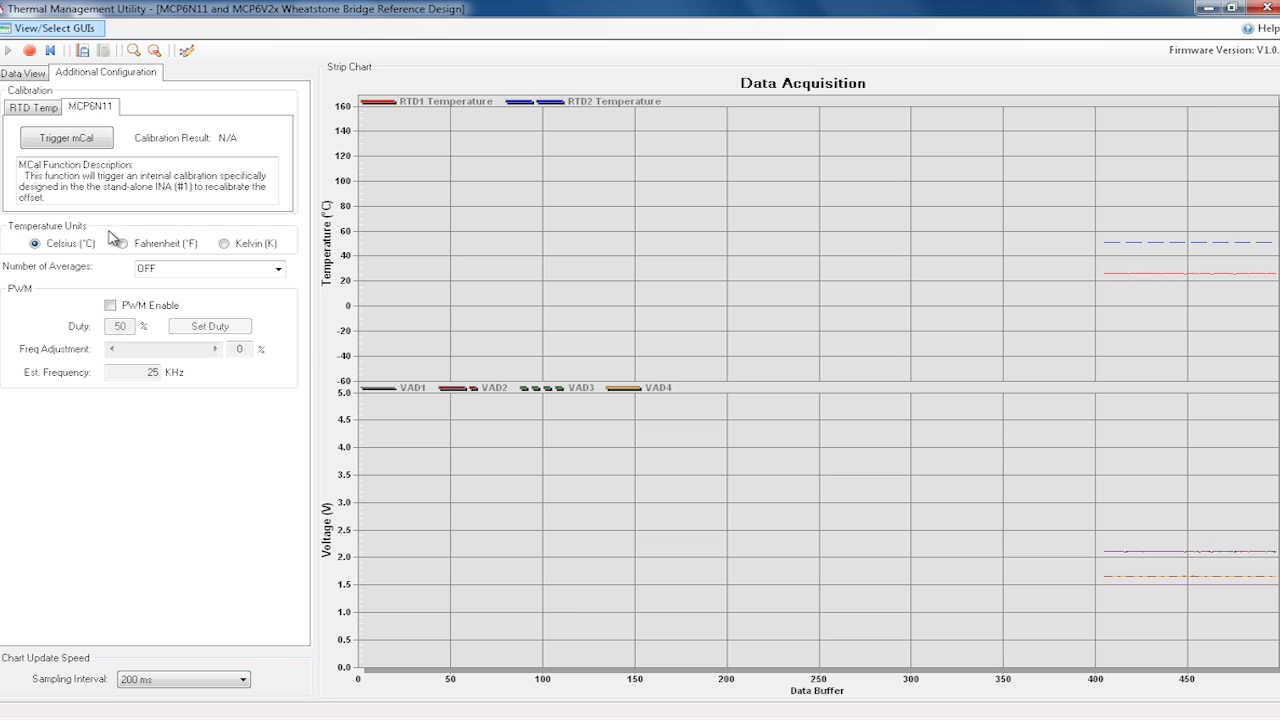 Thermal Management Utility - [MCP6N11 and MCP6V2x Wheatstone Bridge Reference Design]
View/Select GUIs
Help
Firmware Version: V1.0.
Data View
Additional Configuration
Calibration
RTD Temp
MCP6N11
Trigger mCal
Calibration Result: N/A
MCal Function Description:
This function will trigger an internal calibration specifically
designed in the the stand-alone INA (#1) to recalibrate the
offset.
Temperature Units
Celsius (°C)
Fahrenheit (°F)
Kelvin (K)
Number of Averages:
OFF
PWM
PWM Enable
Duty:
50
%
Set Duty
Freq Adjustment:
0
%
Est. Frequency:
25
KHz
Chart Update Speed
Sampling Interval:
200 ms
Strip Chart
Data Acquisition
RTD1 Temperature
RTD2 Temperature
Temperature (°C)
160
140
120
100
80
60
40
20
0
-20
-40
-60
VAD1
VAD2
VAD3
VAD4
Voltage (V)
5.0
4.5
4.0
3.5
3.0
2.5
2.0
1.5
1.0
0.5
0.0
0
50
100
150
200
250
300
350
400
450
Data Buffer